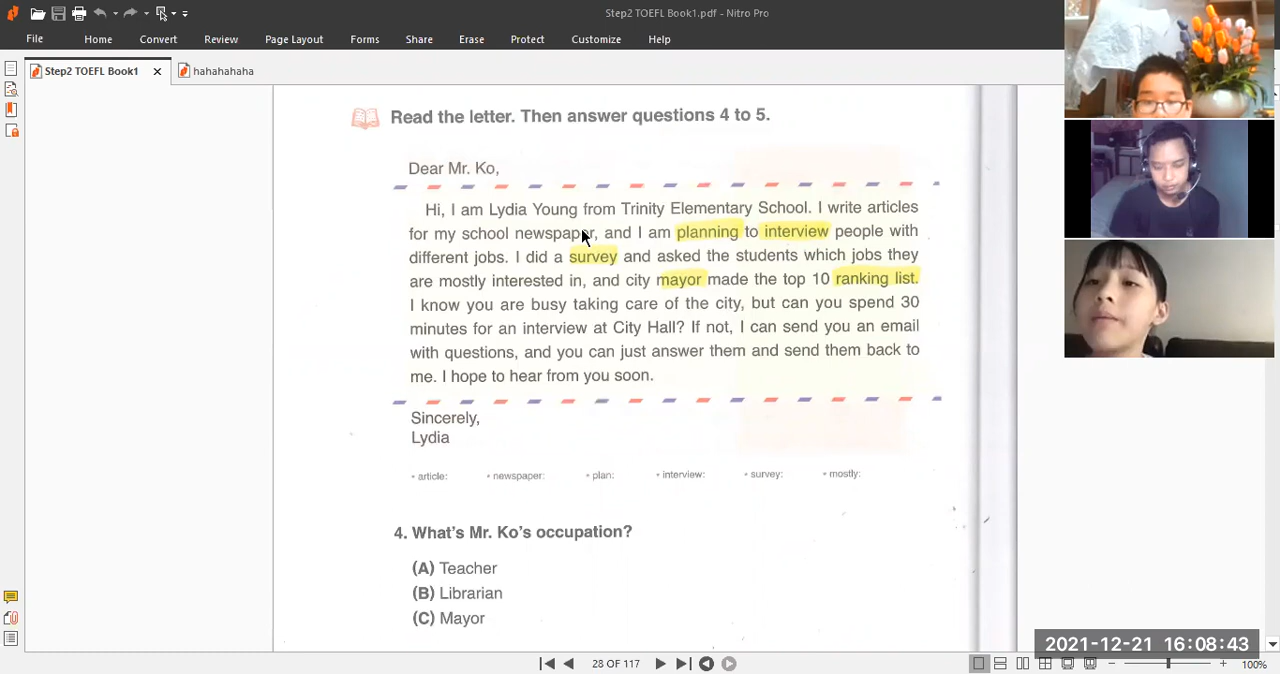 Step2 TOEFL Book1.pdf - Nitro Pro
File Home Convert Review Page Layout Forms Share Erase Protect Customize Help
Step2 TOEFL Book1 hahahahaha
Read the letter. Then answer questions 4 to 5.
Dear Mr. Ko,
Hi, I am Lydia Young from Trinity Elementary School. I write articles
for my school newspaper, and I am planning to interview people with
different jobs. I did a survey and asked the students which jobs they
are mostly interested in, and city mayor made the top 10 ranking list.
I know you are busy taking care of the city, but can you spend 30
minutes for an interview at City Hall? If not, I can send you an email
with questions, and you can just answer them and send them back to
me. I hope to hear from you soon.
Sincerely,
Lydia
• article: • newspaper: • plan: • interview: • survey: • mostly:
4. What's Mr. Ko's occupation?
(A) Teacher
(B) Librarian
(C) Mayor
2021-12-21 16:08:43
28 OF 117 100%